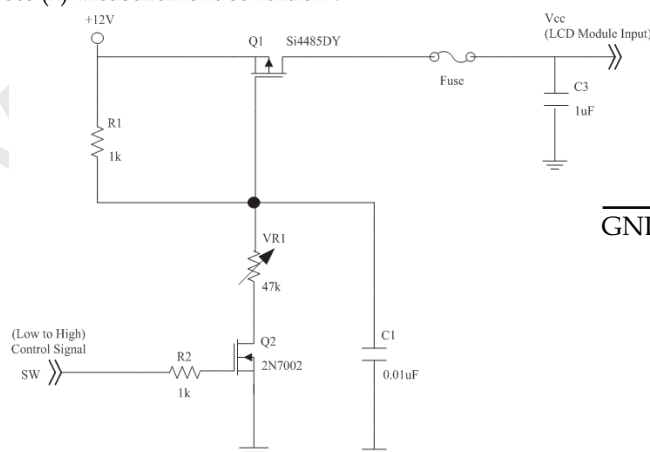 +12V
Q1
Si4485DY
Vcc
(LCD Module Input)
Fuse
C3
1uF
R1
1k
VR1
47k
(Low to High)
Control Signal
SW
R2
1k
Q2
2N7002
C1
0.01uF